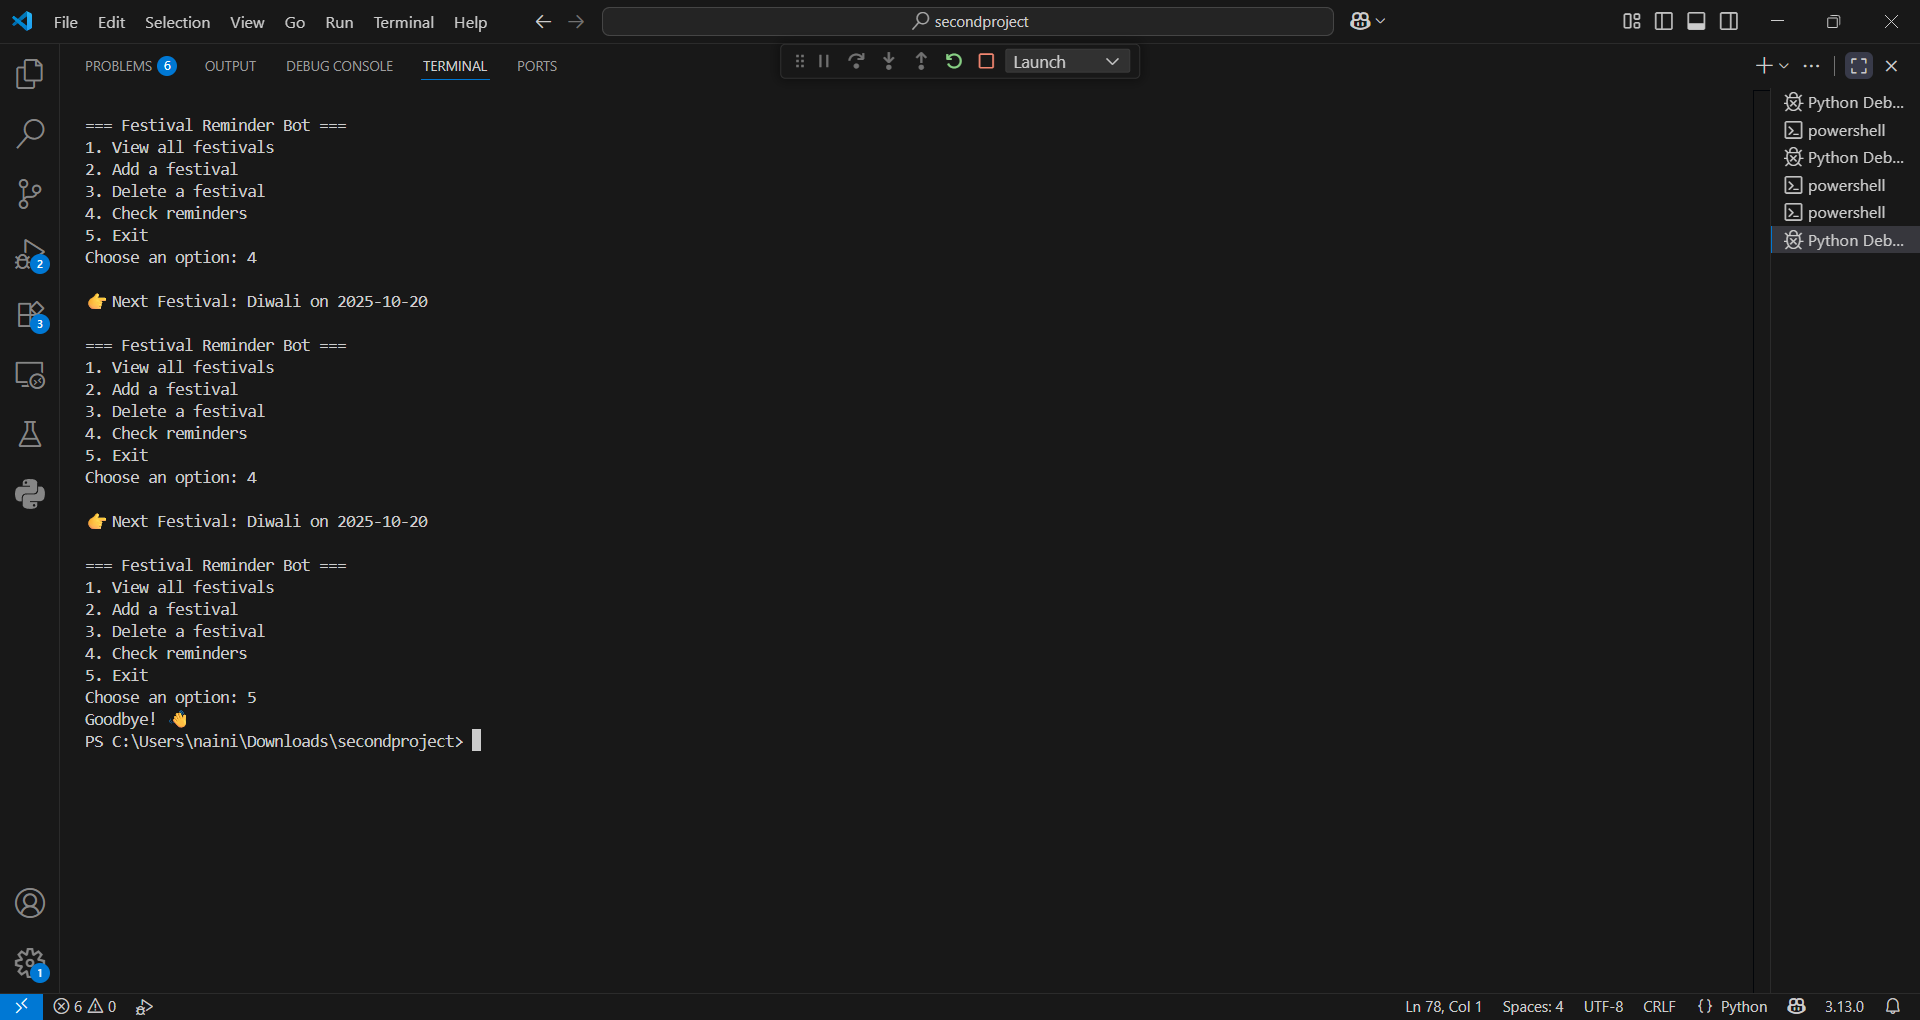 File Edit Selection View Go Run Terminal Help
secondproject
PROBLEMS 6 OUTPUT DEBUG CONSOLE TERMINAL PORTS
Launch
=== Festival Reminder Bot ===
1. View all festivals
2. Add a festival
3. Delete a festival
4. Check reminders
5. Exit
Choose an option: 4
👉 Next Festival: Diwali on 2025-10-20
=== Festival Reminder Bot ===
1. View all festivals
2. Add a festival
3. Delete a festival
4. Check reminders
5. Exit
Choose an option: 4
👉 Next Festival: Diwali on 2025-10-20
=== Festival Reminder Bot ===
1. View all festivals
2. Add a festival
3. Delete a festival
4. Check reminders
5. Exit
Choose an option: 5
Goodbye! 👋
PS C:\Users\naini\Downloads\secondproject>
Python Deb...
powershell
Python Deb...
powershell
powershell
Python Deb...
2
3
1
6 0
Ln 78, Col 1 Spaces: 4 UTF-8 CRLF {} Python 3.13.0